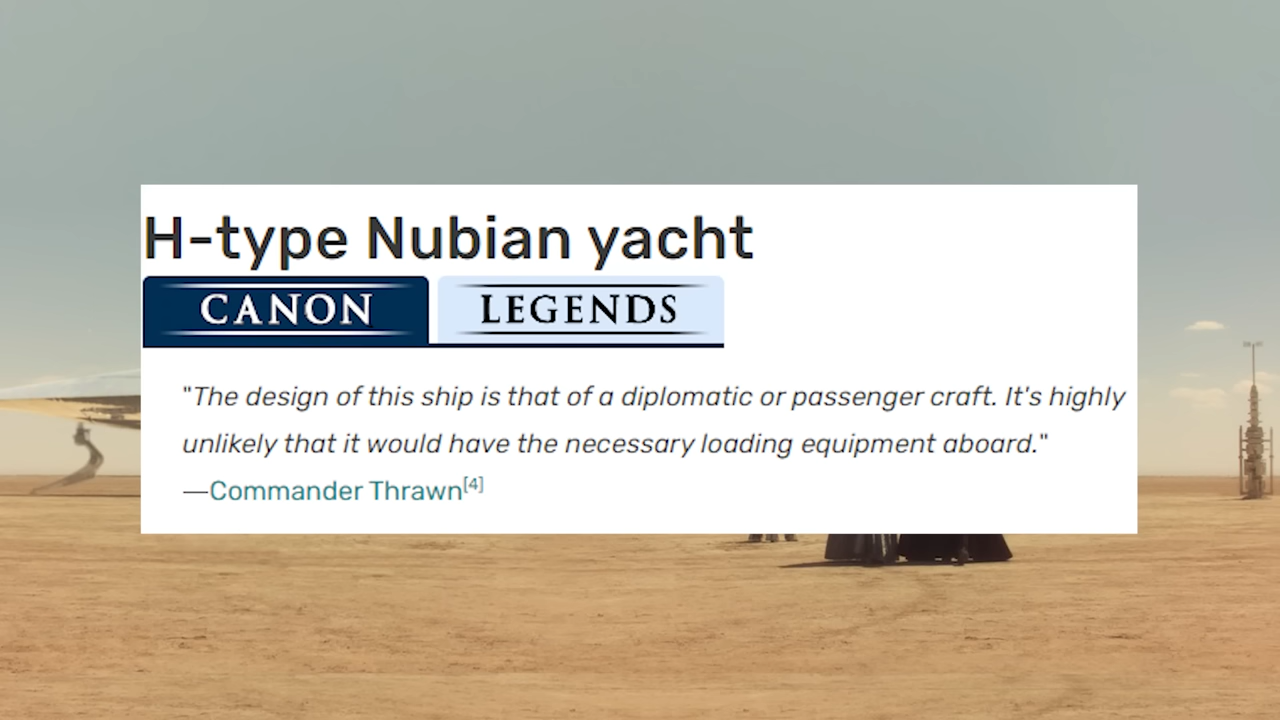 H-type Nubian yacht
CANON LEGENDS
"The design of this ship is that of a diplomatic or passenger craft. It's highly
unlikely that it would have the necessary loading equipment aboard."
—Commander Thrawn[4]